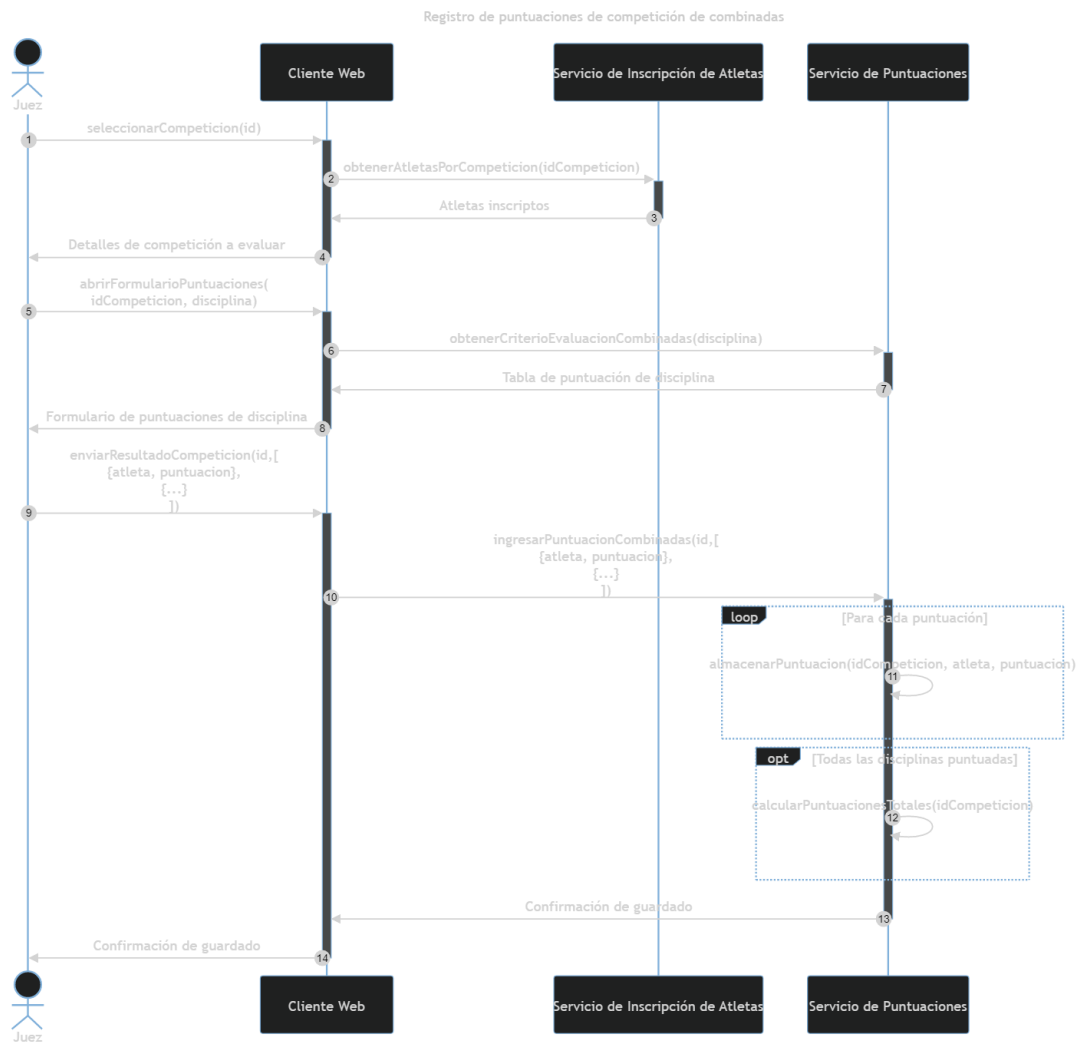 Registro de puntuaciones de competición de combinadas
Juez
Cliente Web
Servicio de Inscripción de Atletas
Servicio de Puntuaciones
seleccionarCompeticion(id)
1
obtenerAtletasPorCompeticion(idCompeticion)
2
Atletas inscriptos
3
Detalles de competición a evaluar
4
abrirFormularioPuntuaciones(
idCompeticion, disciplina)
5
obtenerCriterioEvaluacionCombinadas(disciplina)
6
Tabla de puntuación de disciplina
7
Formulario de puntuaciones de disciplina
8
enviarResultadoCompeticion(id,[
{atleta, puntuacion},
{...}
])
9
ingresarPuntuacionCombinadas(id,[
{atleta, puntuacion},
{...}
])
10
loop
[Para cada puntuación]
almacenarPuntuacion(idCompeticion, atleta, puntuacion)
11
opt
[Todas las disciplinas puntuadas]
calcularPuntuacionesTotales(idCompeticion)
12
Confirmación de guardado
13
Confirmación de guardado
14
Juez
Cliente Web
Servicio de Inscripción de Atletas
Servicio de Puntuaciones